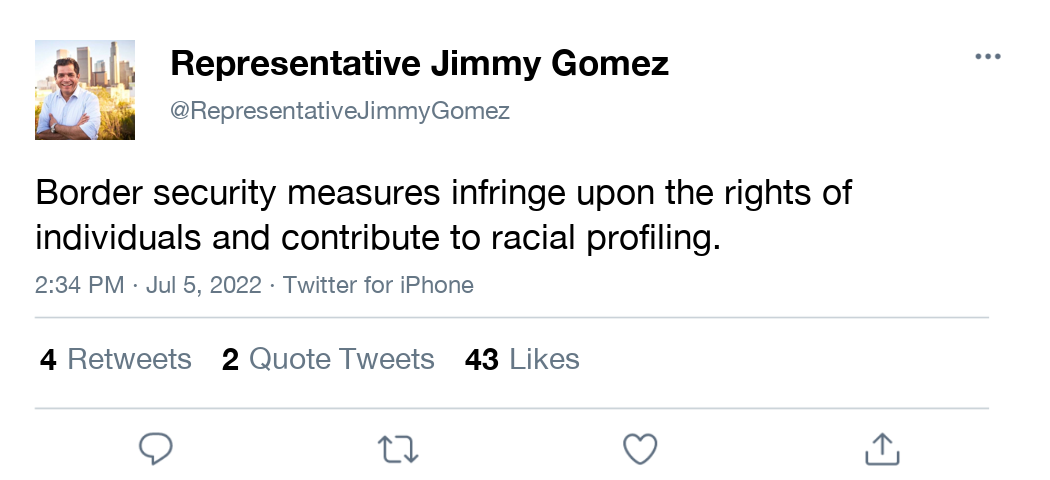 Representative Jimmy Gomez
@RepresentativeJimmyGomez
Border security measures infringe upon the rights of
individuals and contribute to racial profiling.
2:34 PM · Jul 5, 2022 · Twitter for iPhone
4 Retweets 2 Quote Tweets 43 Likes